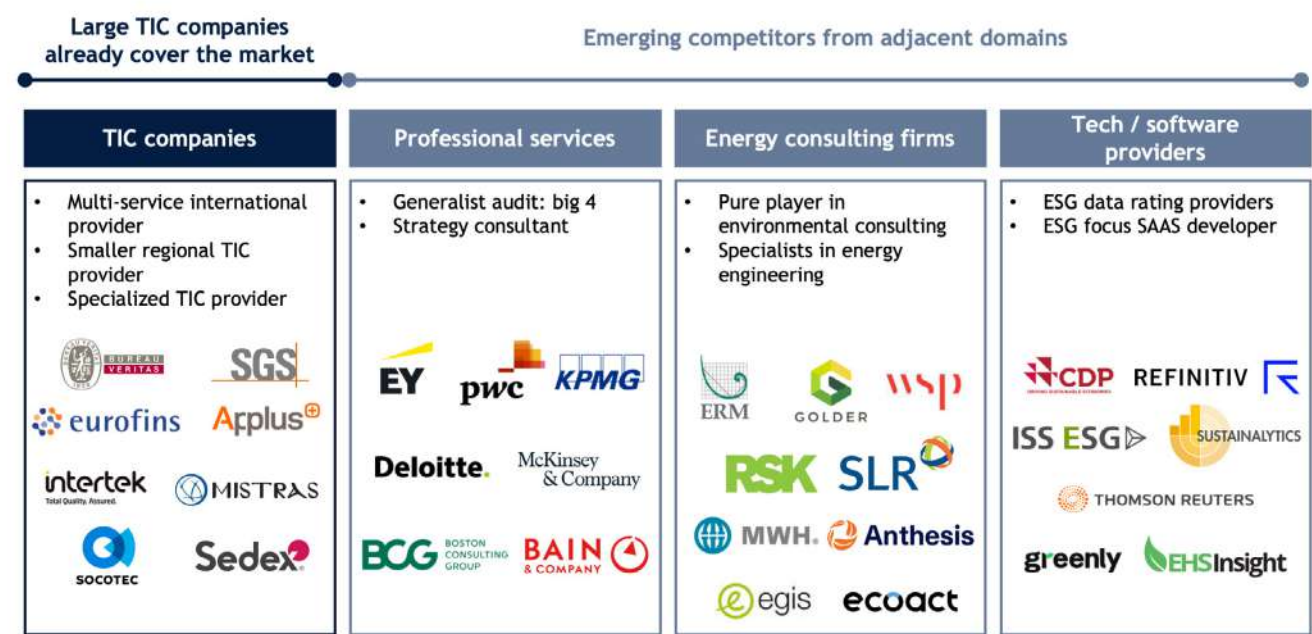 Large TIC companies
already cover the market
Emerging competitors from adjacent domains
TIC companies
• Multi-service international
provider
• Smaller regional TIC
provider
• Specialized TIC provider
BUREAU
VERITAS
SGS
eurofins
Applus+
intertek
Total Quality. Assured.
MISTRAS
SOCOTEC
Sedex
Professional services
• Generalist audit: big 4
• Strategy consultant
EY
pwc
KPMG
Deloitte.
McKinsey
& Company
BCG
BOSTON
CONSULTING
GROUP
BAIN
& COMPANY
Energy consulting firms
• Pure player in
environmental consulting
• Specialists in energy
engineering
ERM
GOLDER
wsp
RSK
SLR
MWH®
Anthesis
egis
ecoact
Tech / software
providers
• ESG data rating providers
• ESG focus SAAS developer
CDP
REFINITIV
ISS ESG
SUSTAINALYTICS
THOMSON REUTERS
greenly
EHSInsight